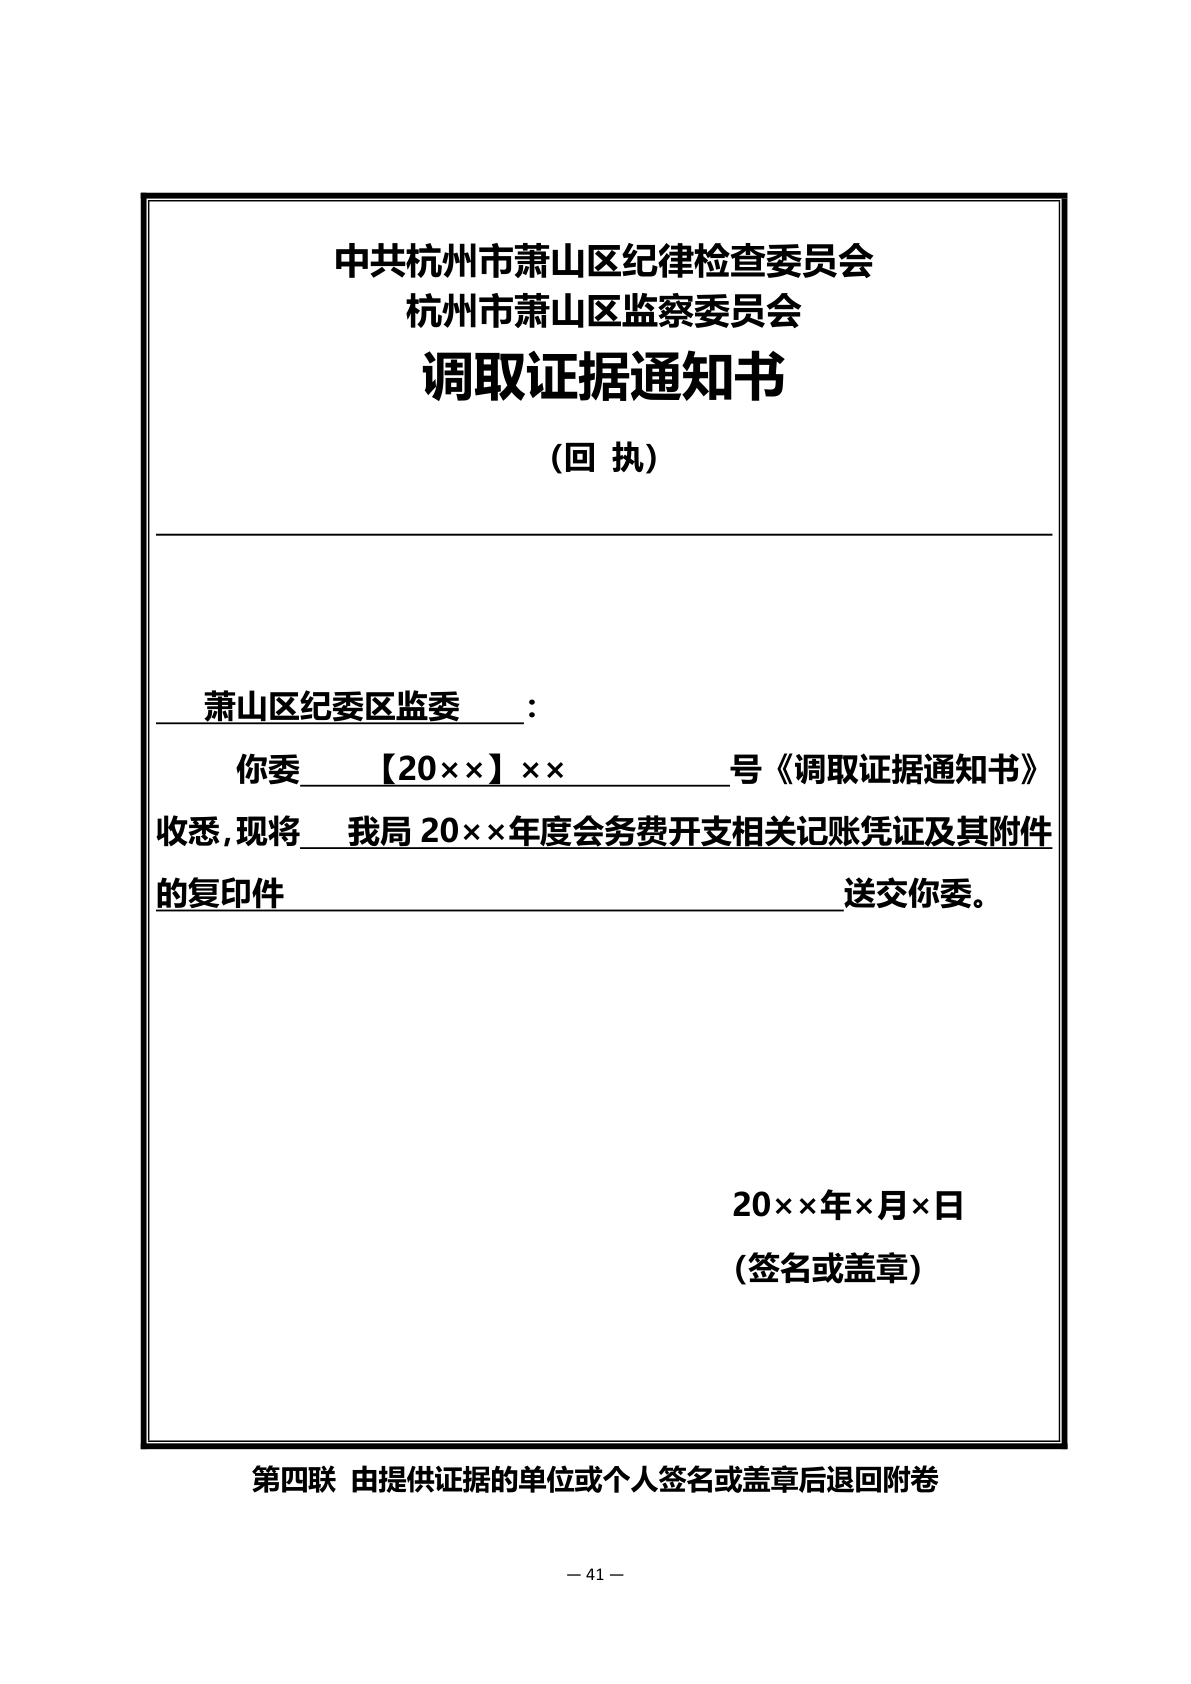 中共杭州市萧山区纪律检查委员会
杭州市萧山区监察委员会
调取证据通知书
（回 执）
萧山区纪委区监委：
你委【20××】××号《调取证据通知书》
收悉，现将 我局 20××年度会务费开支相关记账凭证及其附件
的复印件 送交你委。
20××年×月×日
（签名或盖章）
第四联 由提供证据的单位或个人签名或盖章后退回附卷
— 41 —